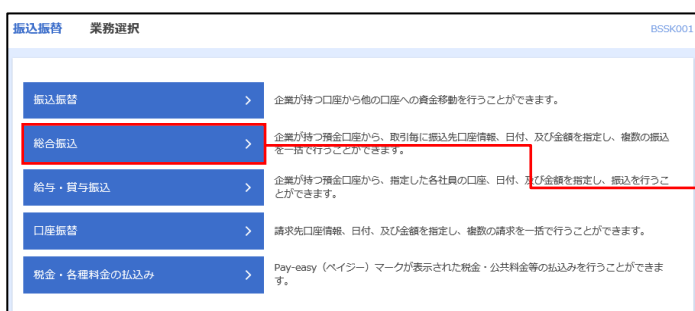 振込振替 業務選択 BSSK001
振込振替
企業が持つ口座から他の口座への資金移動を行うことができます。
総合振込
企業が持つ預金口座から、取引毎に振込先口座情報、日付、及び金額を指定し、複数の振込
を一括で行うことができます。
給与・賞与振込
企業が持つ預金口座から、指定した各社員の口座、日付、及び金額を指定し、振込を行うこ
とができます。
口座振替
請求先口座情報、日付、及び金額を指定し、複数の請求を一括で行うことができます。
税金・各種料金の払込み
Pay-easy（ペイジー）マークが表示された税金・公共料金等の払込みを行うことができま
す。